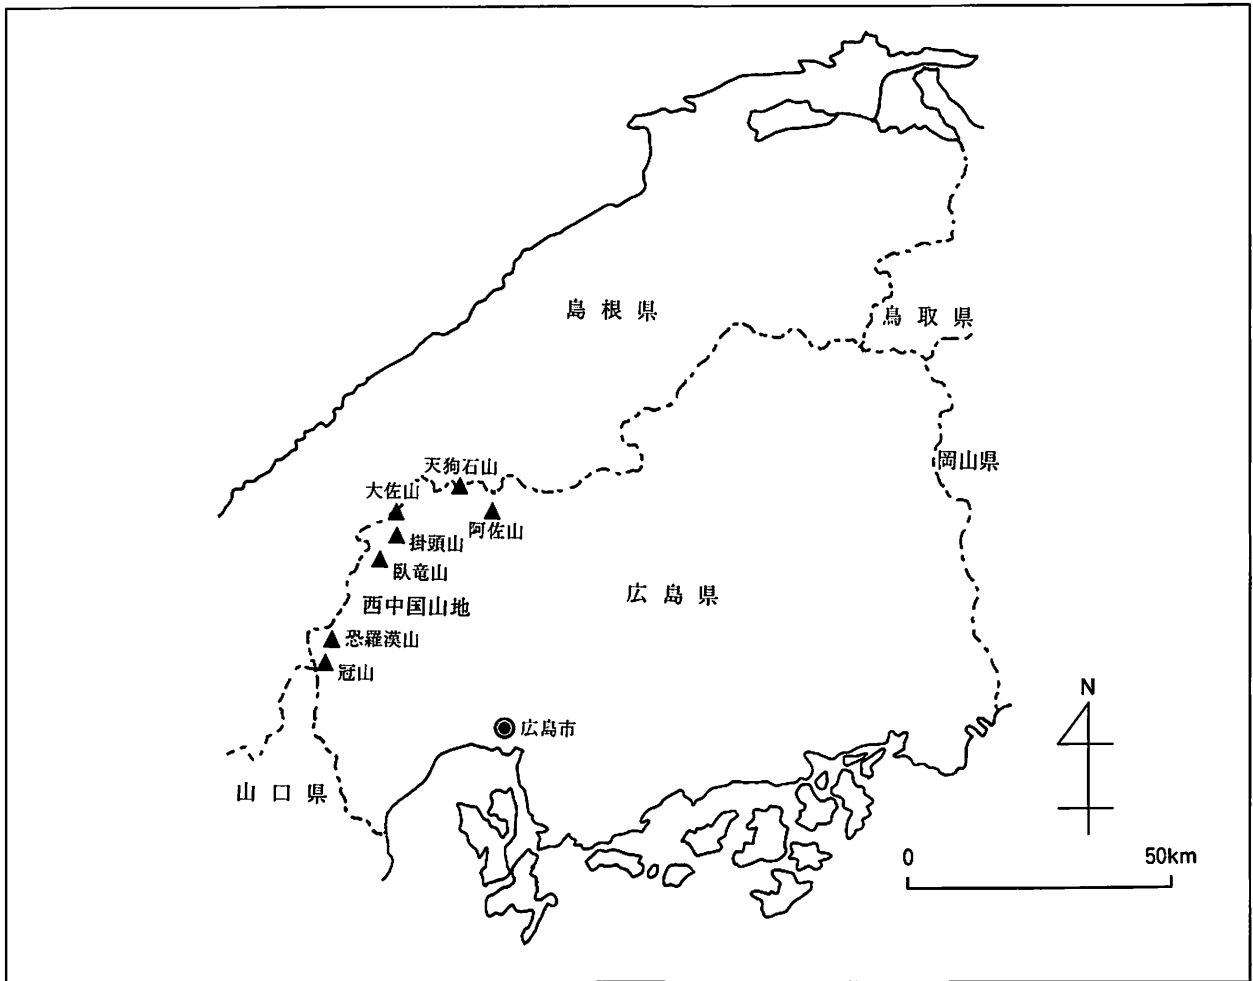 島根県
鳥取県
岡山県
天狗石山
大佐山
阿佐山
掛頭山
臥竜山
広島県
西中国山地
恐羅漢山
冠山
N
広島市
山口県
0
50km